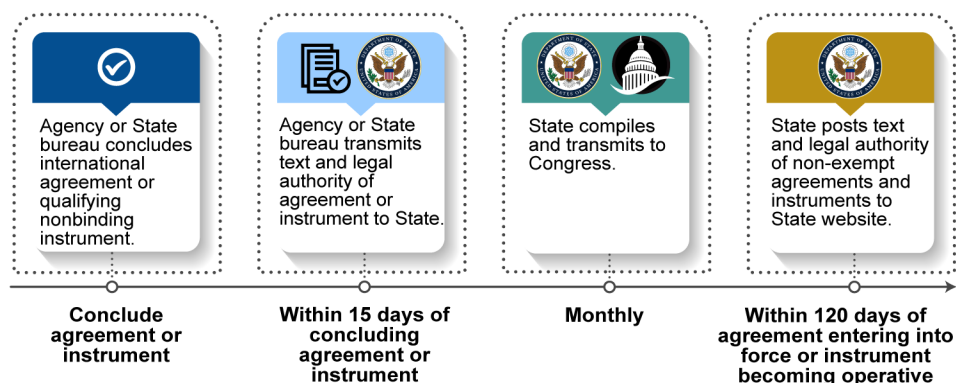 Agency or State
bureau concludes
international
agreement or
qualifying
nonbinding
instrument.
Agency or State
bureau transmits
text and legal
authority of
agreement or
instrument to State.
State compiles
and transmits to
Congress.
State posts text
and legal authority
of non-exempt
agreements and
instruments to
State website.
Conclude
agreement or
instrument
Within 15 days of
concluding
agreement or
instrument
Monthly
Within 120 days of
agreement entering into
force or instrument
becoming operative